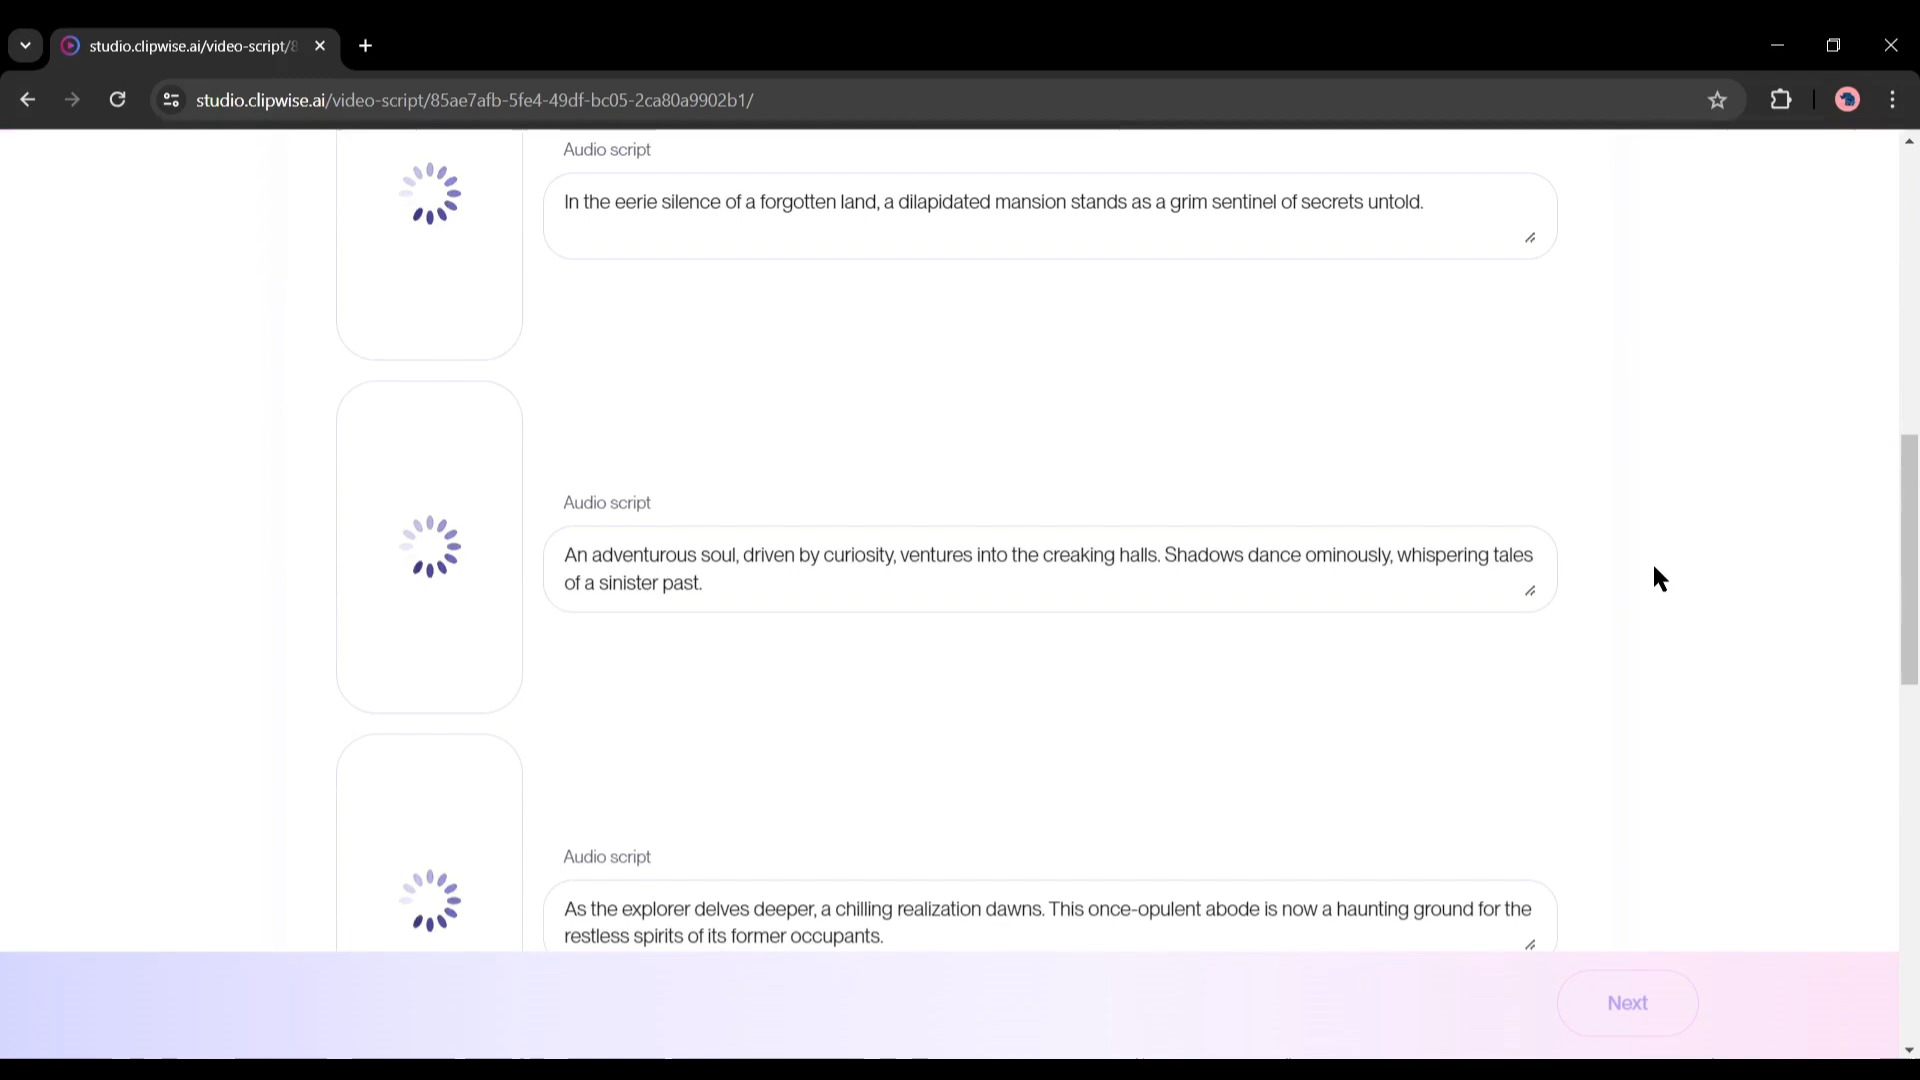 studio.clipwise.ai/video-script/8
studio.clipwise.ai/video-script/85ae7afb-5fe4-49df-bc05-2ca80a9902b1/
Audio script
In the eerie silence of a forgotten land, a dilapidated mansion stands as a grim sentinel of secrets untold.
Audio script
An adventurous soul, driven by curiosity, ventures into the creaking halls. Shadows dance ominously, whispering tales
of a sinister past.
Audio script
As the explorer delves deeper, a chilling realization dawns. This once-opulent abode is now a haunting ground for the
restless spirits of its former occupants.
Next